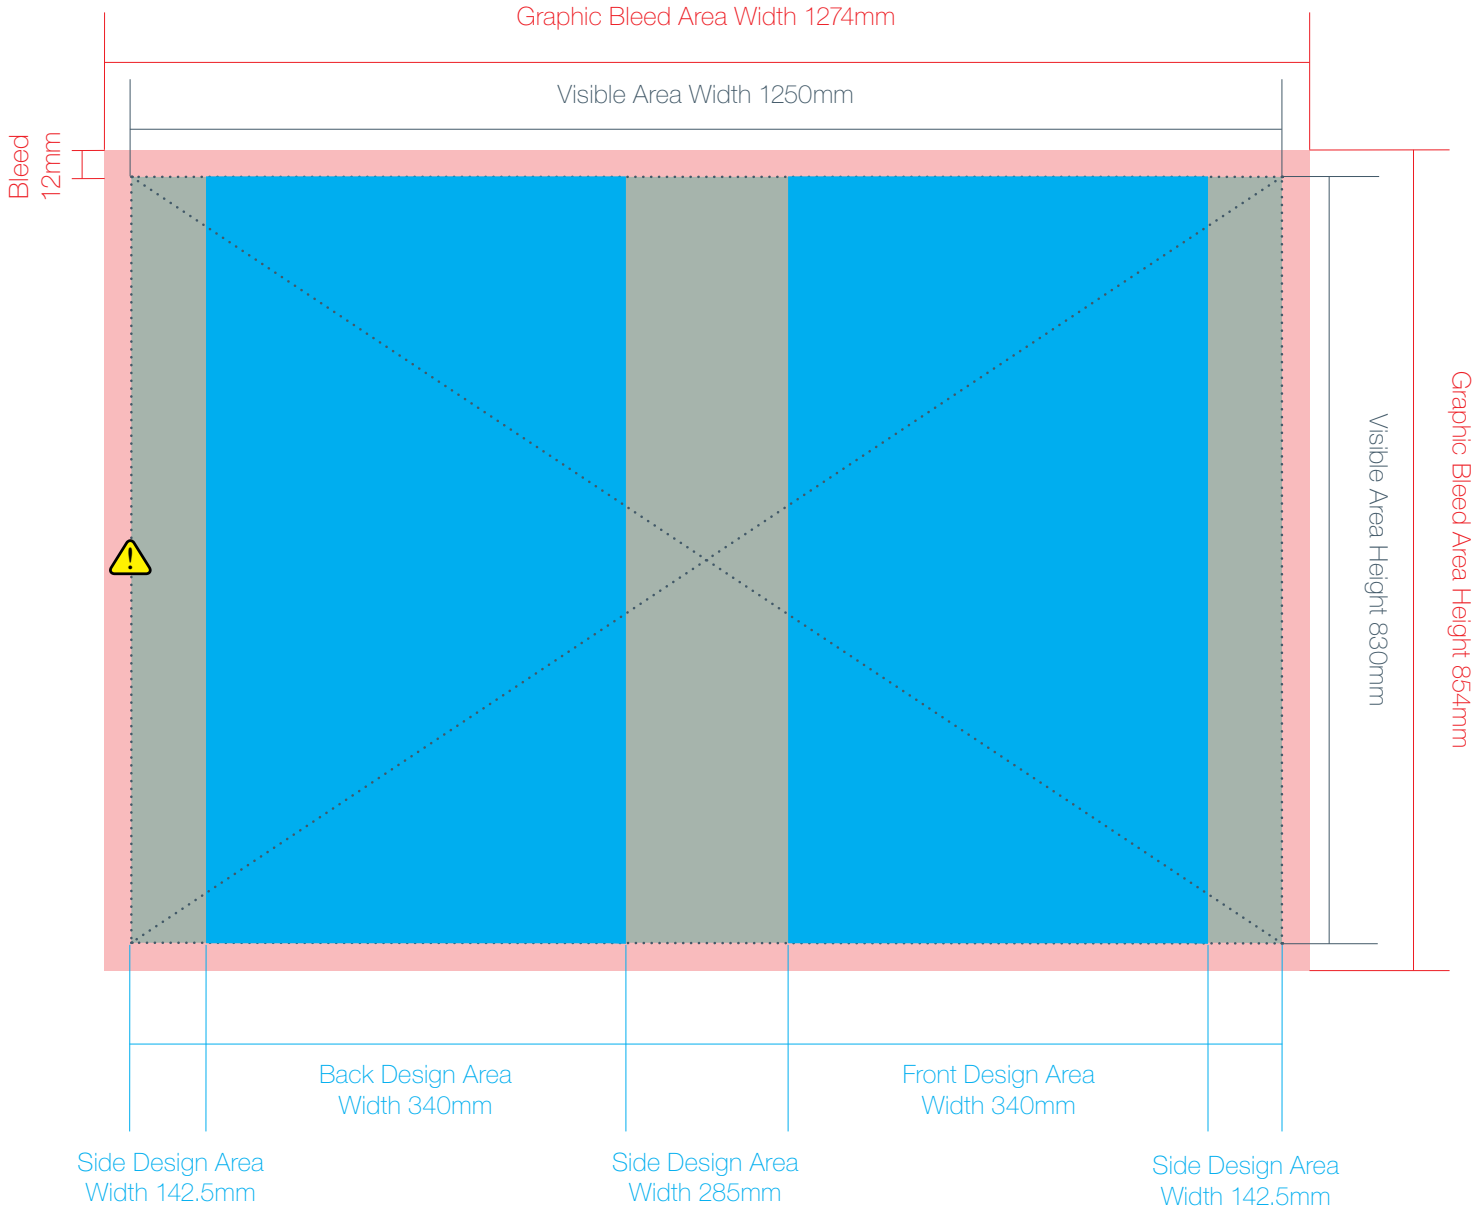 Graphic Bleed Area Width 1274mm
Visible Area Width 1250mm
Bleed
12mm
Visible Area Height 830mm
Graphic Bleed Area Height 854mm
!
Back Design Area
Width 340mm
Front Design Area
Width 340mm
Side Design Area
Width 142.5mm
Side Design Area
Width 285mm
Side Design Area
Width 142.5mm